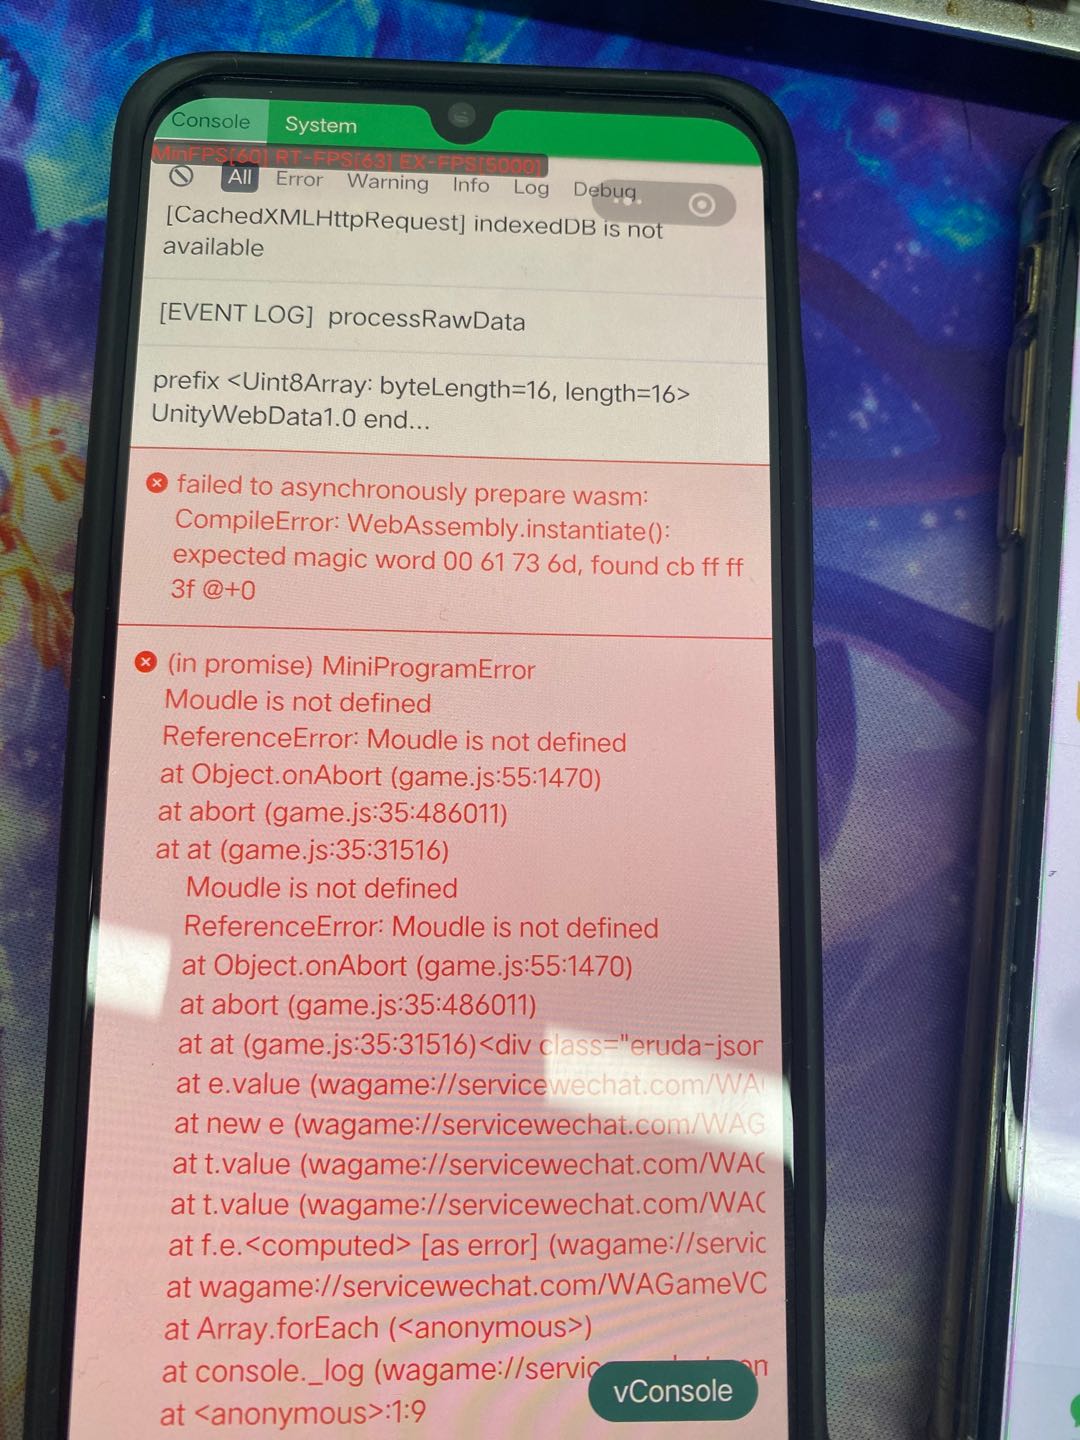 Console System
MinFPS[60] RT-FPS[63] EX-FPS[5000]
All Error Warning Info Log Debug
[CachedXMLHttpRequest] indexedDB is not
available
[EVENT LOG] processRawData
prefix <Uint8Array: byteLength=16, length=16>
UnityWebData1.0 end...
failed to asynchronously prepare wasm:
CompileError: WebAssembly.instantiate():
expected magic word 00 61 73 6d, found cb ff ff
3f @+0
(in promise) MiniProgramError
Moudle is not defined
ReferenceError: Moudle is not defined
at Object.onAbort (game.js:55:1470)
at abort (game.js:35:486011)
at at (game.js:35:31516)
Moudle is not defined
ReferenceError: Moudle is not defined
at Object.onAbort (game.js:55:1470)
at abort (game.js:35:486011)
at at (game.js:35:31516)<div class="eruda-jsor
at e.value (wagame://servicewechat.com/WA
at new e (wagame://servicewechat.com/WAG
at t.value (wagame://servicewechat.com/WAG
at t.value (wagame://servicewechat.com/WAG
at f.e.<computed> [as error] (wagame://servic
at wagame://servicewechat.com/WAGameVC
at Array.forEach (<anonymous>)
at console._log (wagame://servic
at <anonymous>:1:9
vConsole